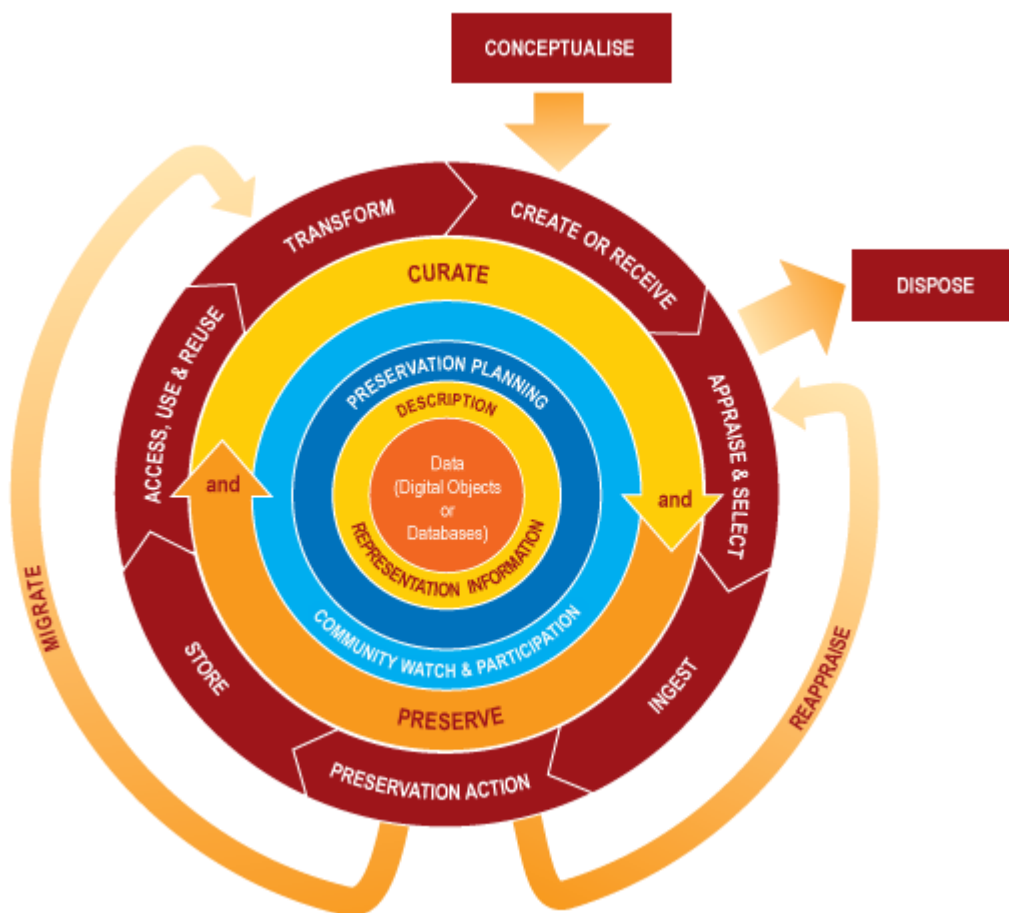 CONCEPTUALISE
CREATE OR RECEIVE
DISPOSE
APPRAISE & SELECT
REAPPRAISE
INGEST
PRESERVATION ACTION
MIGRATE
STORE
ACCESS, USE & REUSE
TRANSFORM
CURATE
and
PRESERVE
and
COMMUNITY WATCH & PARTICIPATION
PRESERVATION PLANNING
DESCRIPTION
REPRESENTATION INFORMATION
Data
(Digital Objects
or
Databases)